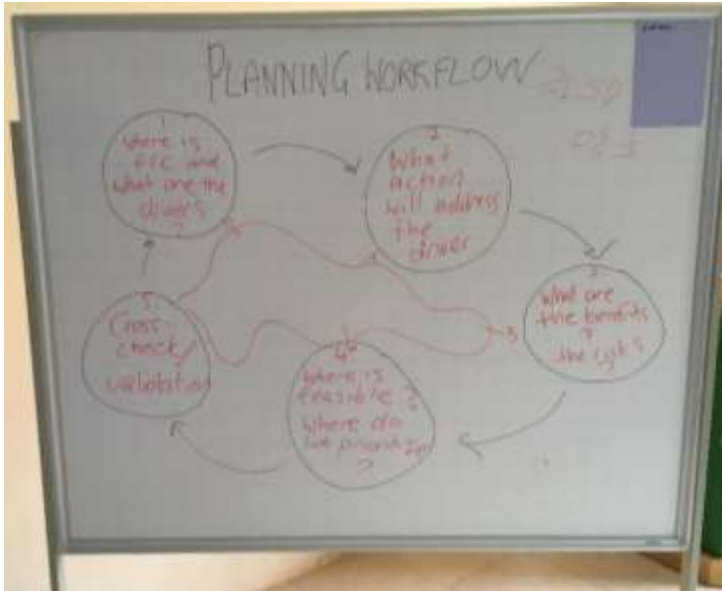 PLANNING WORKFLOW
1
Where is
and
what are the
drivers
?
2
What
action
will address
the
driver
3
What are
the benefits
&
the costs
4
Where is
feasible ?
Where do
we prioritize
?
5.
Cross-
check/
validation